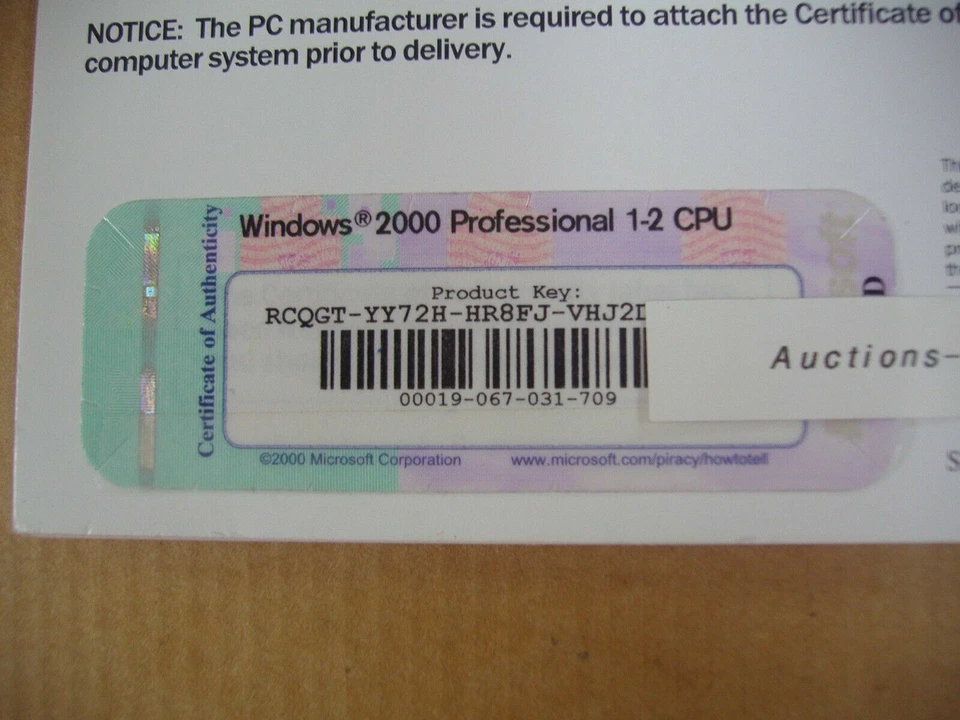 NOTICE: The PC manufacturer is required to attach the Certificate of
computer system prior to delivery.
Certificate of Authenticity
Windows® 2000 Professional 1-2 CPU
Product Key:
RCQGT-YY72H-HR8FJ-VHJ2
00019-067-031-709
©2000 Microsoft Corporation
www.microsoft.com/piracy/howtotell
Auctions-